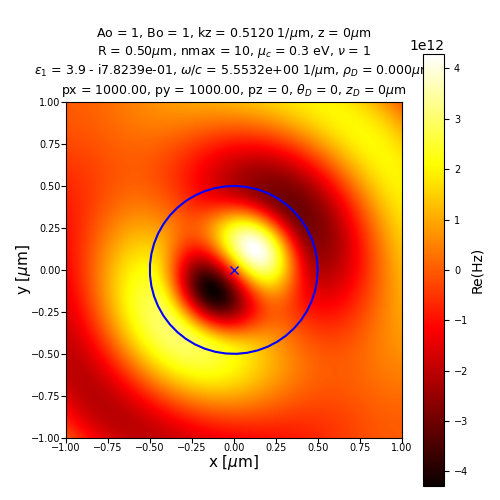 Ao = 1, Bo = 1, kz = 0.5120 1/μm, z = 0μm
R = 0.50μm, nmax = 10, μc = 0.3 eV, ν = 1
ε1 = 3.9 - i7.8239e-01, ω/c = 5.5532e+00 1/μm, ρD = 0.000μm
px = 1000.00, py = 1000.00, pz = 0, θD = 0, zD = 0μm
1e12
1.00
0.75
0.50
0.25
0.00
−0.25
−0.50
−0.75
−1.00
y [μm]
−1.00 −0.75 −0.50 −0.25 0.00 0.25 0.50 0.75 1.00
x [μm]
4
3
2
1
0
−1
−2
−3
−4
Re(Hz)